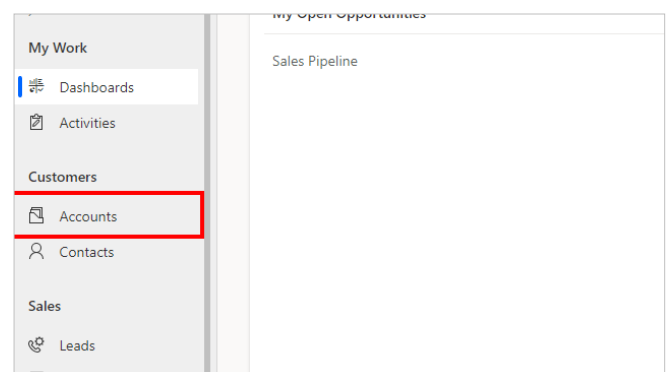 My Open Opportunities
My Work
Sales Pipeline
Dashboards
Activities
Customers
Accounts
Contacts
Sales
Leads